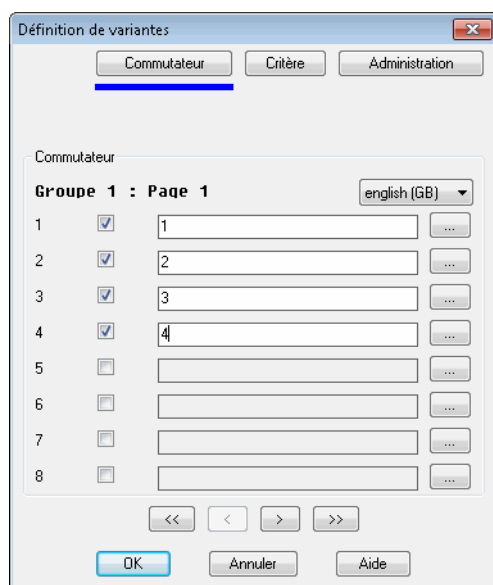 Définition de variantes
Commutateur Critère Administration
Commutateur
Groupe 1 : Page 1 english (GB)
1 1 ...
2 2 ...
3 3 ...
4 4 ...
5 ...
6 ...
7 ...
8 ...
<< < > >>
OK Annuler Aide